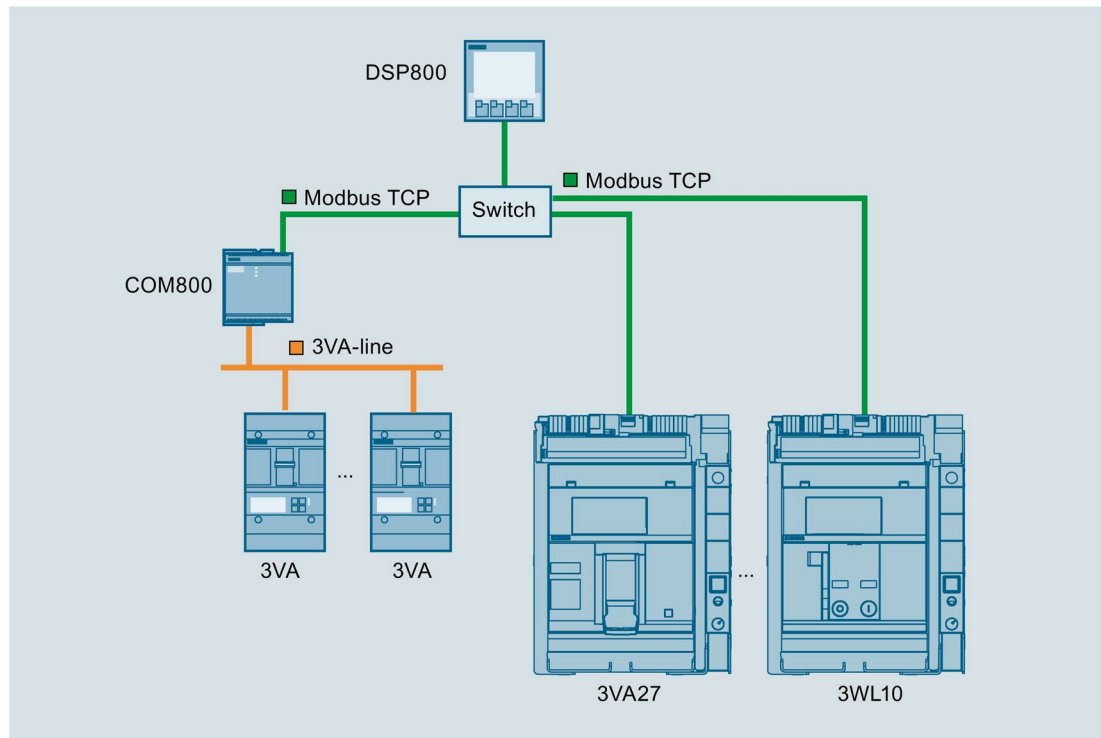 DSP800
Modbus TCP
Modbus TCP
Switch
COM800
3VA-line
...
3VA
3VA
...
3VA27
3WL10